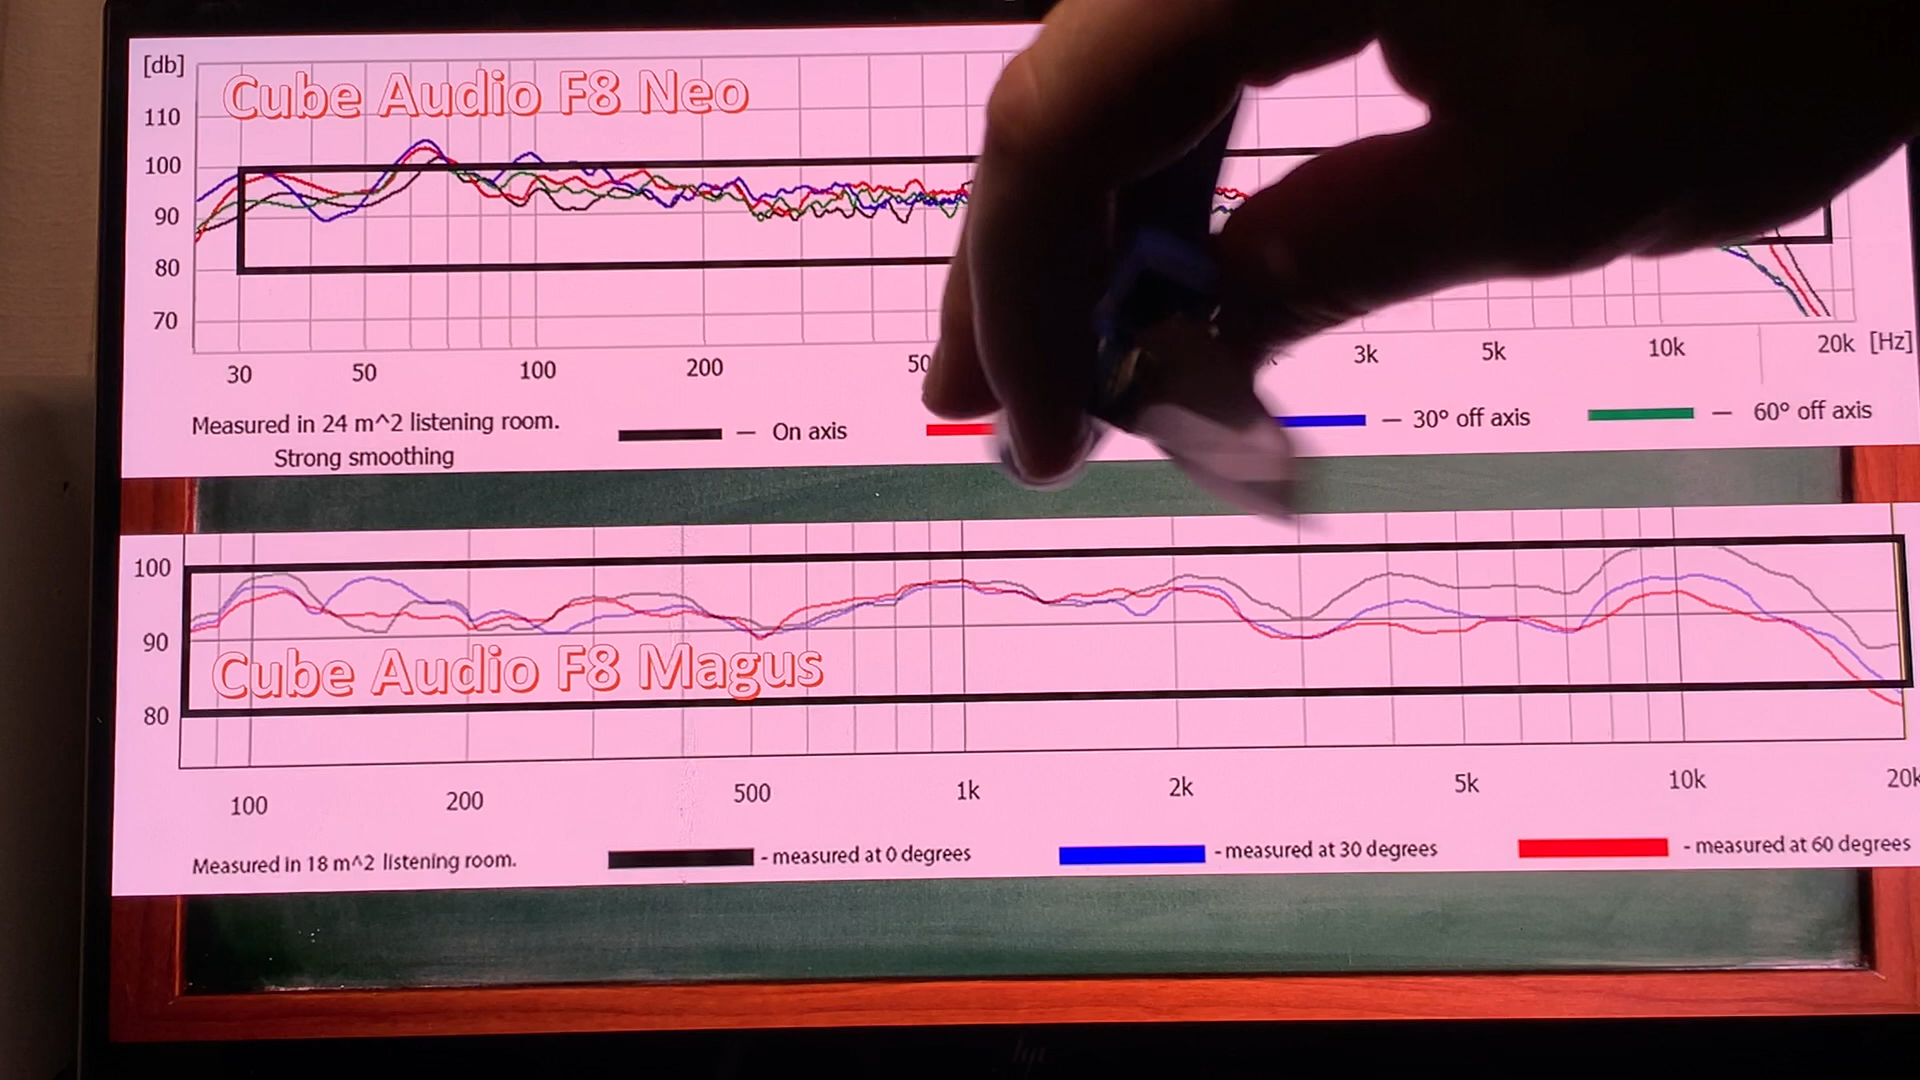 [db]
Cube Audio F8 Neo
110
100
90
80
70
30 50 100 200 3k 5k 10k 20k [Hz]
Measured in 24 m^2 listening room.
Strong smoothing
— On axis — 30° off axis — 60° off axis
100
90
Cube Audio F8 Magus
80
100 200 500 1k 2k 5k 10k 20k
Measured in 18 m^2 listening room. - measured at 0 degrees - measured at 30 degrees - measured at 60 degrees
hp